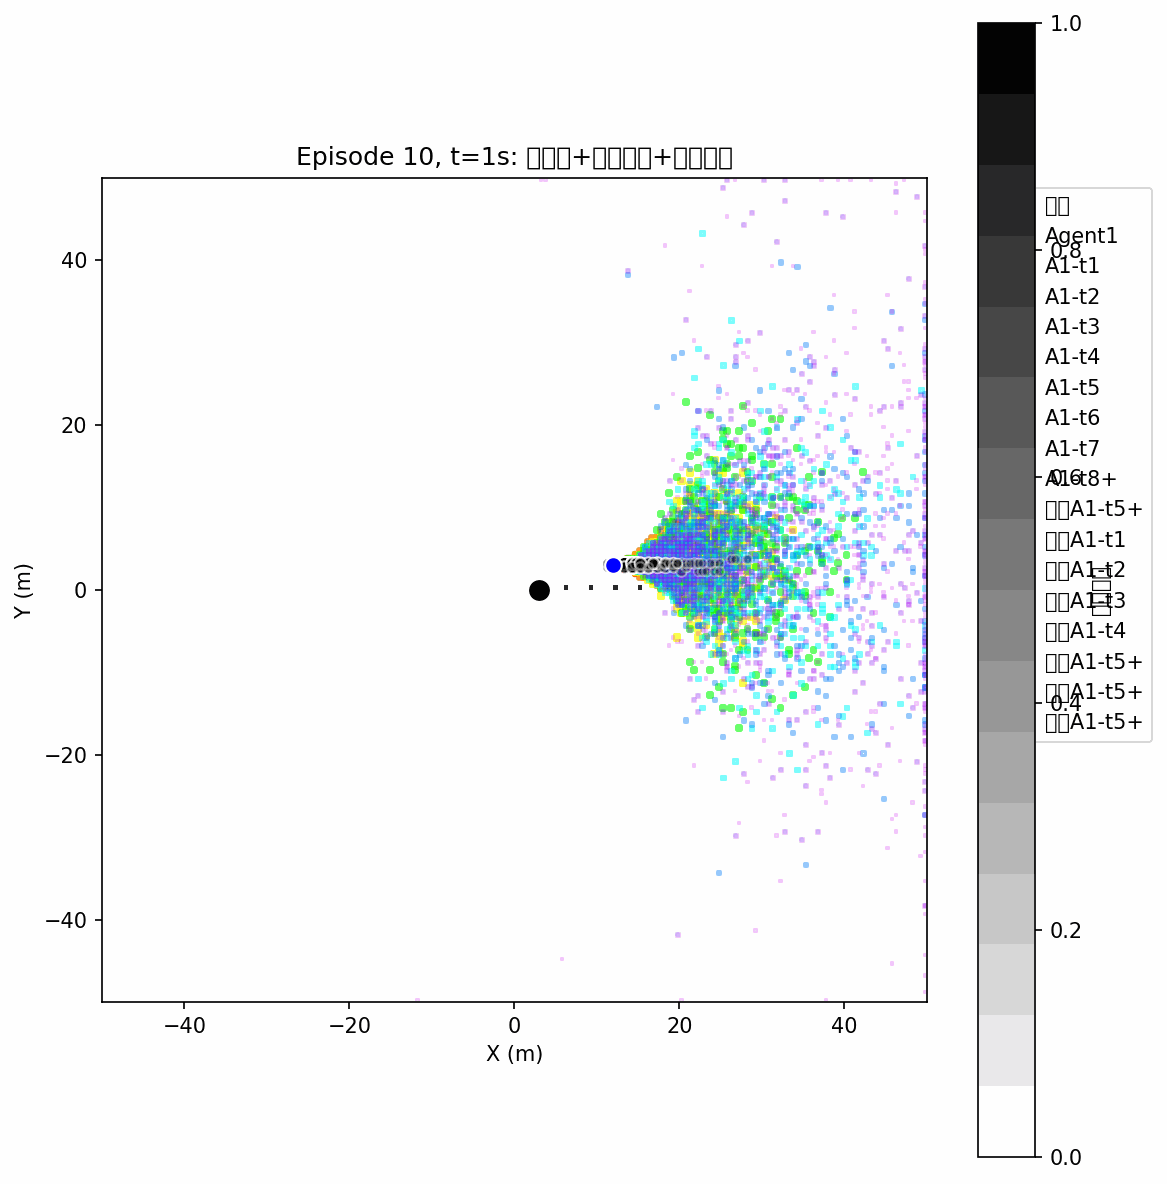 Episode 10, t=1s: □□□+□□□□+□□□□
40
20
0
−20
−40
Y (m)
−40
−20
0
20
40
X (m)
1.0
0.8
0.6
0.4
0.2
0.0
□□
Agent1
A1-t1
A1-t2
A1-t3
A1-t4
A1-t5
A1-t6
A1-t7
A1-t8+
□□A1-t5+
□□A1-t1
□□A1-t2
□□A1-t3
□□A1-t4
□□A1-t5+
□□A1-t5+
□□A1-t5+